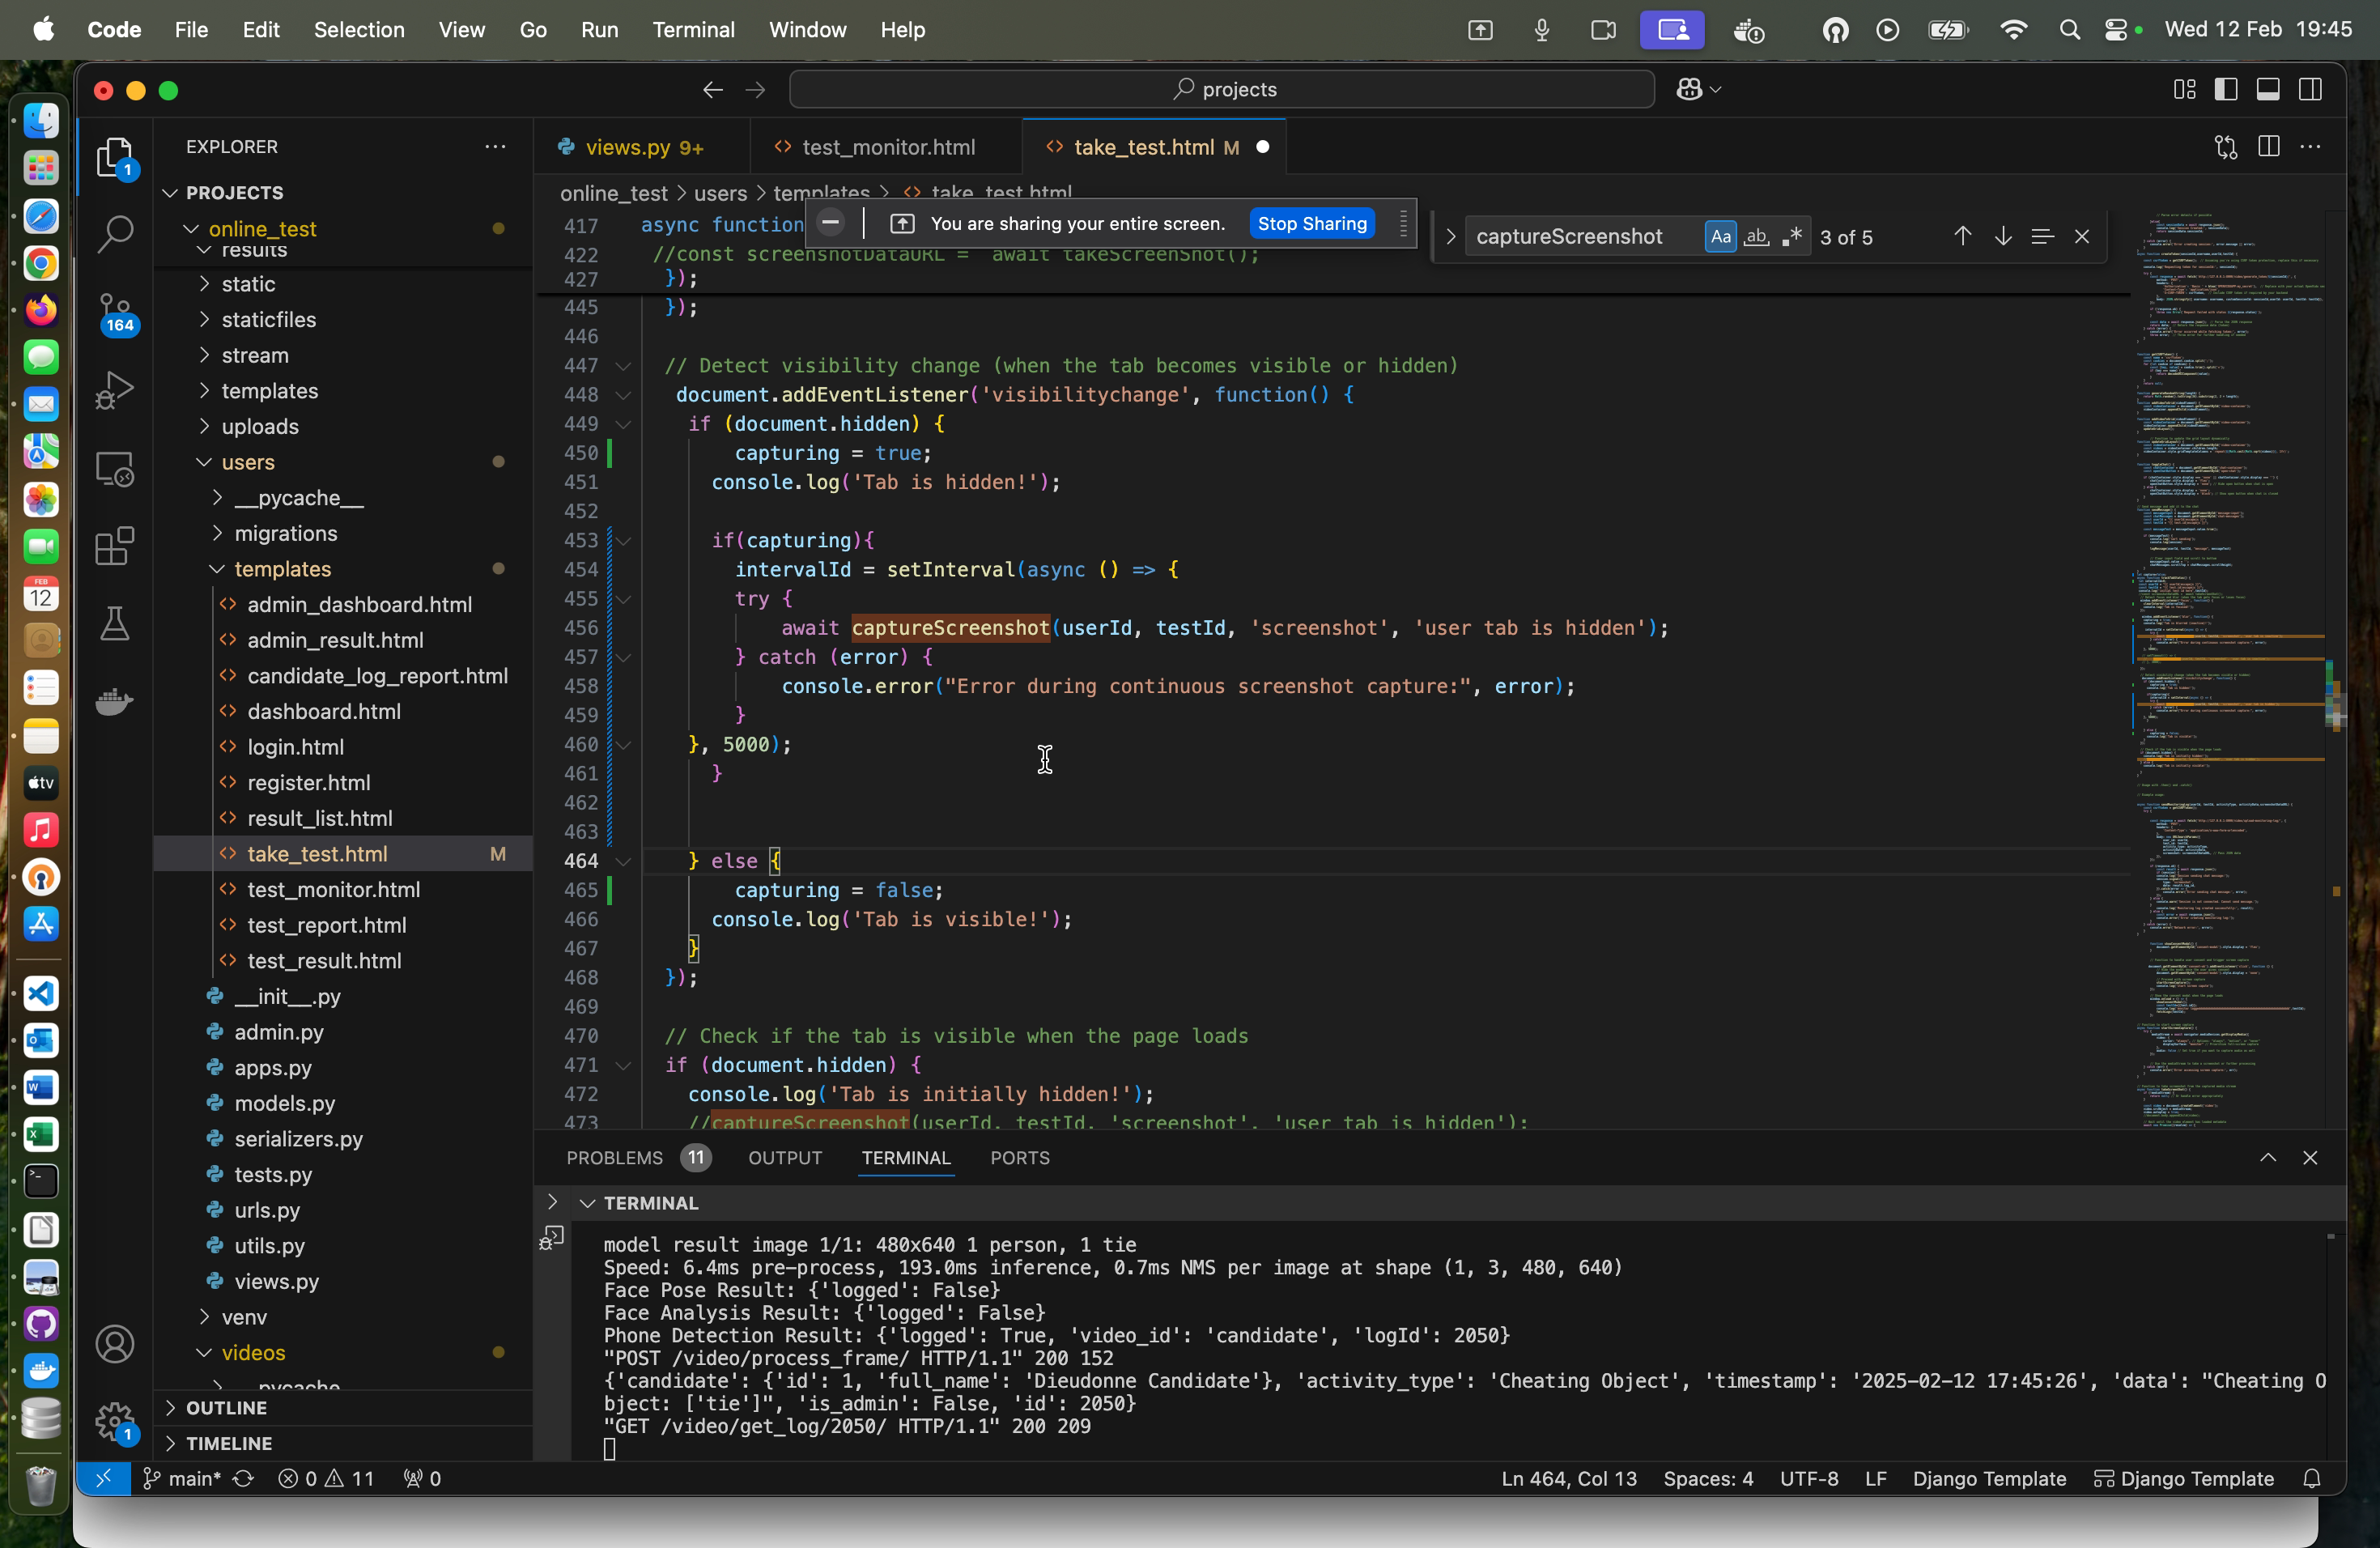 Code File Edit Selection View Go Run Terminal Window Help Wed 12 Feb 19:45
projects
EXPLORER
views.py 9+
test_monitor.html
take_test.html M
PROJECTS
online_test
results
static
staticfiles
stream
templates
uploads
users
__pycache__
migrations
templates
admin_dashboard.html
admin_result.html
candidate_log_report.html
dashboard.html
login.html
register.html
result_list.html
take_test.html M
test_monitor.html
test_report.html
test_result.html
__init__.py
admin.py
apps.py
models.py
serializers.py
tests.py
urls.py
utils.py
views.py
venv
videos
__pycache__
OUTLINE
TIMELINE
1
164
1
FEB
12
tv
online_test > users > templates > take_test.html
You are sharing your entire screen. Stop Sharing
captureScreenshot Aa ab .* 3 of 5
417 async function
422 //const screenshotDataURL = await takeScreenShot();
427 });
445 });
446
447 // Detect visibility change (when the tab becomes visible or hidden)
448 document.addEventListener('visibilitychange', function() {
449 if (document.hidden) {
450 capturing = true;
451 console.log('Tab is hidden!');
452
453 if(capturing){
454 intervalId = setInterval(async () => {
455 try {
456 await captureScreenshot(userId, testId, 'screenshot', 'user tab is hidden');
457 } catch (error) {
458 console.error("Error during continuous screenshot capture:", error);
459 }
460 }, 5000);
461 }
462
463
464 } else {
465 capturing = false;
466 console.log('Tab is visible!');
467 }
468 });
469
470 // Check if the tab is visible when the page loads
471 if (document.hidden) {
472 console.log('Tab is initially hidden!');
473 //captureScreenshot(userId, testId, 'screenshot', 'user tab is hidden');
PROBLEMS 11 OUTPUT TERMINAL PORTS
TERMINAL
model result image 1/1: 480x640 1 person, 1 tie
Speed: 6.4ms pre-process, 193.0ms inference, 0.7ms NMS per image at shape (1, 3, 480, 640)
Face Pose Result: {'logged': False}
Face Analysis Result: {'logged': False}
Phone Detection Result: {'logged': True, 'video_id': 'candidate', 'logId': 2050}
"POST /video/process_frame/ HTTP/1.1" 200 152
{'candidate': {'id': 1, 'full_name': 'Dieudonne Candidate'}, 'activity_type': 'Cheating Object', 'timestamp': '2025-02-12 17:45:26', 'data': "Cheating O
bject: ['tie']", 'is_admin': False, 'id': 2050}
"GET /video/get_log/2050/ HTTP/1.1" 200 209
main* 0 11 0 Ln 464, Col 13 Spaces: 4 UTF-8 LF Django Template Django Template